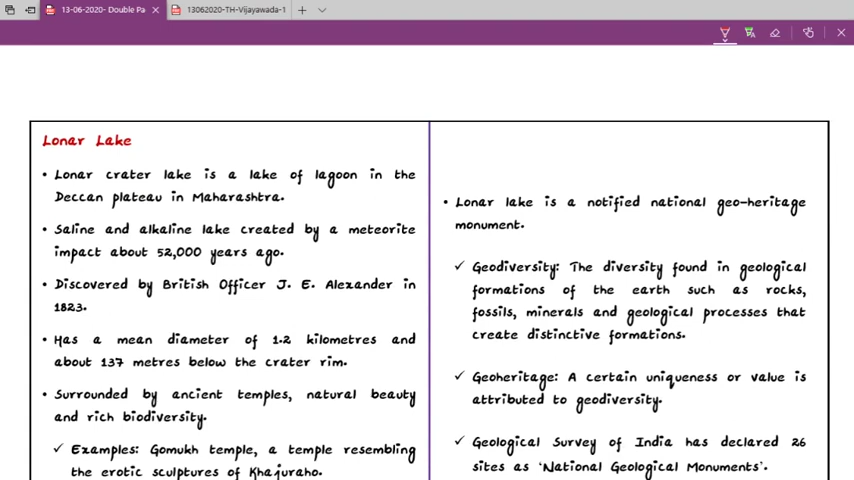 13-06-2020- Double Pa
13062020-TH-Vijayawada-1
Lonar Lake
• Lonar crater lake is a lake of lagoon in the
Deccan plateau in Maharashtra.
• Saline and alkaline lake created by a meteorite
impact about 52,000 years ago.
• Discovered by British Officer J. E. Alexander in
1823.
• Has a mean diameter of 1.2 kilometres and
about 137 metres below the crater rim.
• Surrounded by ancient temples, natural beauty
and rich biodiversity.
✓ Examples: Gomukh temple, a temple resembling
the erotic sculptures of Khajuraho.
• Lonar lake is a notified national geo-heritage
monument.
✓ Geodiversity: The diversity found in geological
formations of the earth such as rocks,
fossils, minerals and geological processes that
create distinctive formations.
✓ Geoheritage: A certain uniqueness or value is
attributed to geodiversity.
✓ Geological Survey of India has declared 26
sites as 'National Geological Monuments'.